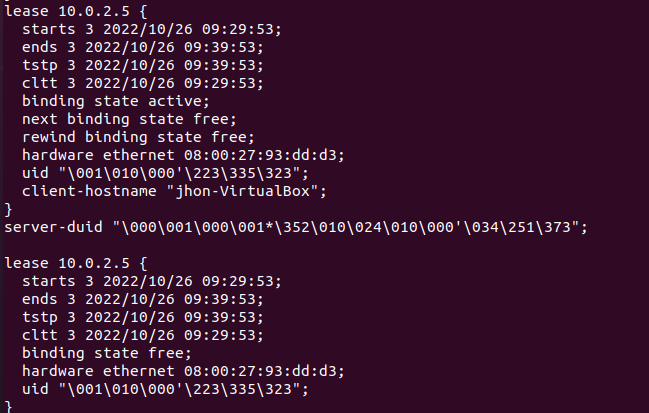 lease 10.0.2.5 {
  starts 3 2022/10/26 09:29:53;
  ends 3 2022/10/26 09:39:53;
  tstp 3 2022/10/26 09:39:53;
  cltt 3 2022/10/26 09:29:53;
  binding state active;
  next binding state free;
  rewind binding state free;
  hardware ethernet 08:00:27:93:dd:d3;
  uid "\001\010\000'\223\335\323";
  client-hostname "jhon-VirtualBox";
}
server-duid "\000\001\000\001*\352\010\024\010\000'\034\251\373";

lease 10.0.2.5 {
  starts 3 2022/10/26 09:29:53;
  ends 3 2022/10/26 09:39:53;
  tstp 3 2022/10/26 09:39:53;
  cltt 3 2022/10/26 09:29:53;
  binding state free;
  hardware ethernet 08:00:27:93:dd:d3;
  uid "\001\010\000'\223\335\323";
}